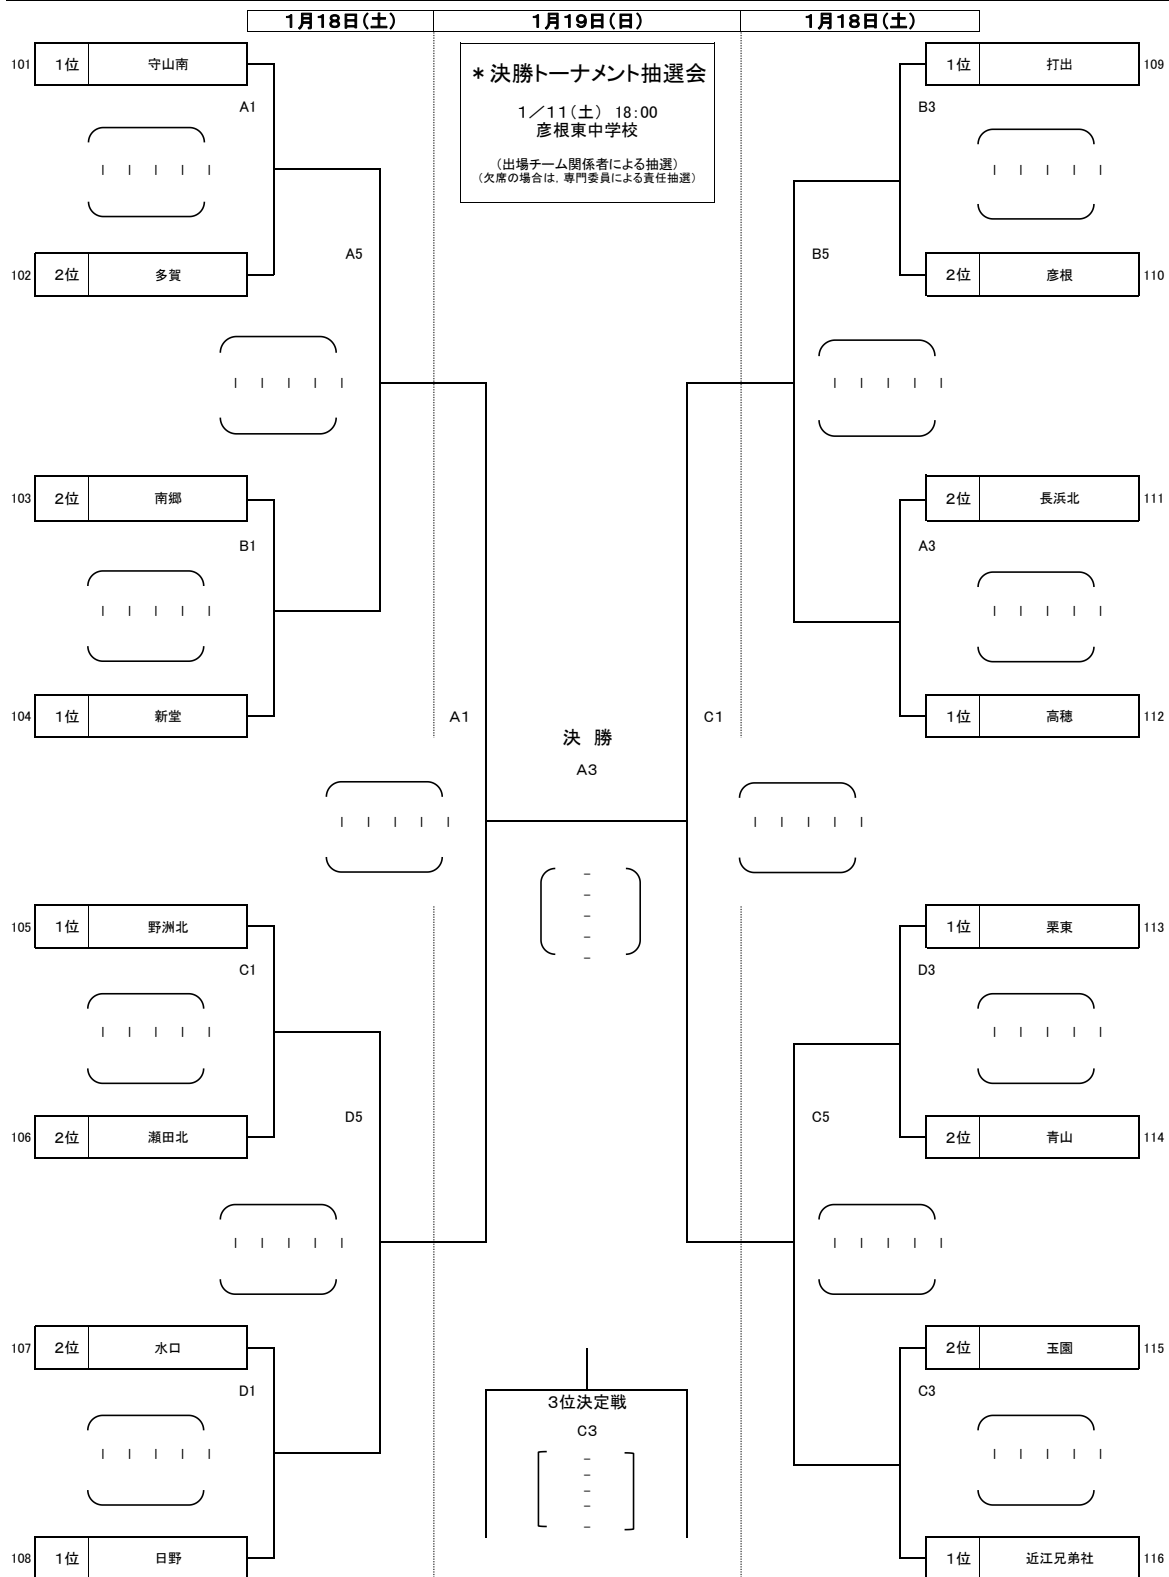 1月18日(土) 1月19日(日) 1月18日(土)
＊決勝トーナメント抽選会
1／11(土) 18:00
彦根東中学校
(出場チーム関係者による抽選)
(欠席の場合は，専門委員による責任抽選)
101 1位 守山南
A1
102 2位 多賀
A5
103 2位 南郷
B1
104 1位 新堂
A1
105 1位 野洲北
C1
106 2位 瀬田北
D5
107 2位 水口
D1
108 1位 日野
決 勝
A3
3位決定戦
C3
1位 打出 109
B3
2位 彦根 110
B5
2位 長浜北 111
A3
1位 高穂 112
C1
1位 栗東 113
D3
2位 青山 114
C5
2位 玉園 115
C3
1位 近江兄弟社 116